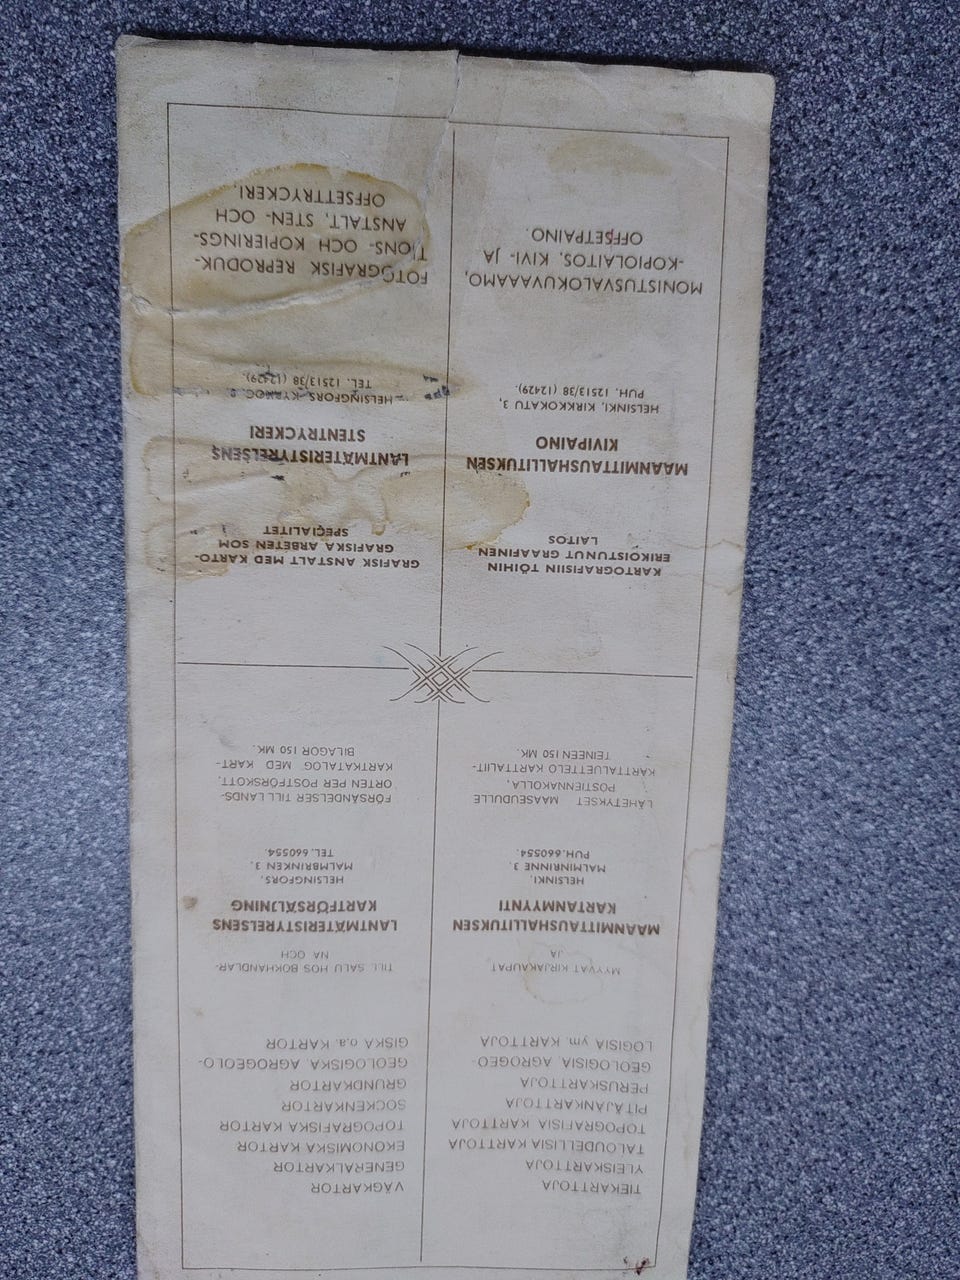 TIEKARTTOJA
YLEISKARTTOJA
TALOUDELLISIA KARTTOJA
TOPOGRAFISIA KARTTOJA
PITÄJÄNKARTTOJA
PERUSKARTTOJA
GEOLOGISIA AGROGEO-
LOGISIA ym. KARTTOJA
MYYVÄT KIRJAKAUPAT
JA
MAANMITTAUSHALLITUKSEN
KARTANMYYNTI
HELSINKI,
MALMINRINNE 3.
PUH.660554.
LÄHETYKSET MAASEUDULLE
POSTIENNAKOLLA,
KARTTALUETTELO KARTTALIIT-
TEINEEN 150 MK.
VÄGKARTOR
GENERALKARTOR
EKONOMISKA KARTOR
TOPOGRAFISKA KARTOR
SOCKENKARTOR
GRUNDKARTOR
GEOLOGISKA, AGROGEOLO-
GISKA o.a. KARTOR
TILL SALU HOS BOKHANDLAR-
NA OCH
LANTMÄTERISTYRELSENS
KARTFÖRSÄLJNING
HELSINGFORS,
MALMBRINKEN 3.
TEL. 660554.
FÖRSÄNDELSER TILL LANDS-
ORTEN PER POSTFÖRSKOTT.
KARTKATALOG MED KART-
BILAGOR 150 MK.
KARTOGRAFISIIN TÖIHIN
ERIKOISTUNUT GRAAFINEN
LAITOS
MAANMITTAUSHALLITUKSEN
KIVIPAINO
HELSINKI, KIRKKOKATU 3,
PUH. 12513/38 (12429).
MONISTUSVALOKUVAAAMO,
-KOPIOLAITOS, KIVI- JA
OFFSETPAINO.
GRAFISK ANSTALT MED KARTO-
GRAFISKA ARBETEN SOM
SPECIALITET
LANTMÄTERISTYRELSENS
STENTRYCKERI
HELSINGFORS, KYRKOG.
TEL. 12513/38 (12429).
FOTOGRAFISK REPRODUK-
TIONS- OCH KOPIERINGS-
ANSTALT, STEN- OCH
OFFSETTRYCKERI.